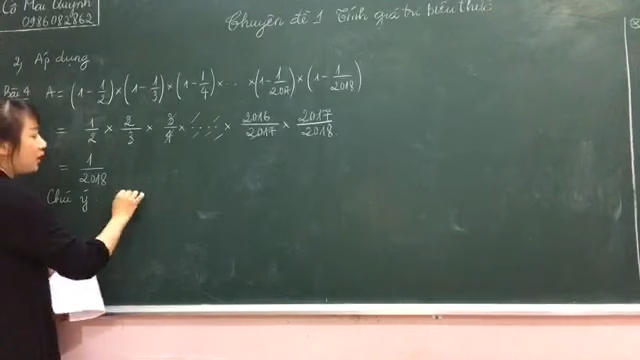 Cô Mai Quỳnh
0986082862
Chuyên đề 1 Tính giá trị biểu thức
2, Áp dụng
Bài 4 A = (1 - 1/2) × (1 - 1/3) × (1 - 1/4) × ... × (1 - 1/2017) × (1 - 1/2018)
= 1/2 × 2/3 × 3/4 × ..... × 2016/2017 × 2017/2018.
= 1/2018
Chú ý